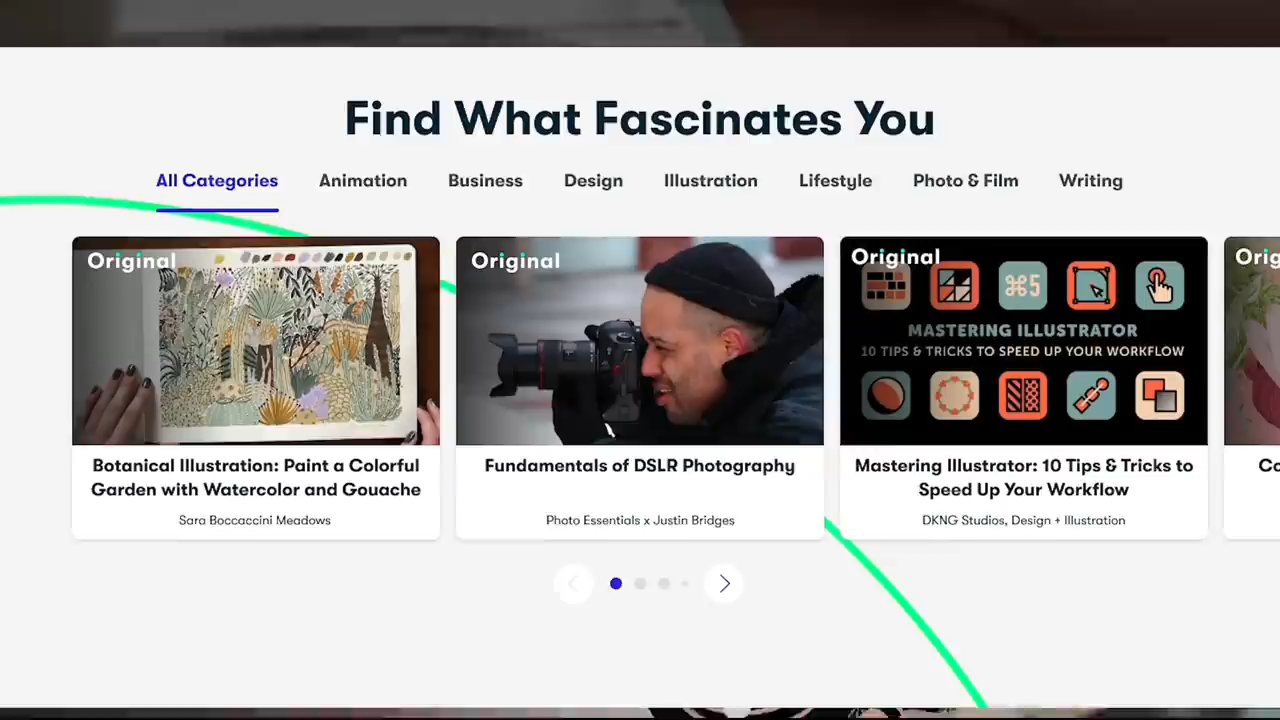 Find What Fascinates You
All Categories Animation Business Design Illustration Lifestyle Photo & Film Writing
Original
Original
Original
⌘5
MASTERING ILLUSTRATOR
10 TIPS & TRICKS TO SPEED UP YOUR WORKFLOW
Botanical Illustration: Paint a Colorful
Garden with Watercolor and Gouache
Sara Boccaccini Meadows
Fundamentals of DSLR Photography
Photo Essentials x Justin Bridges
Mastering Illustrator: 10 Tips & Tricks to
Speed Up Your Workflow
DKNG Studios, Design + Illustration